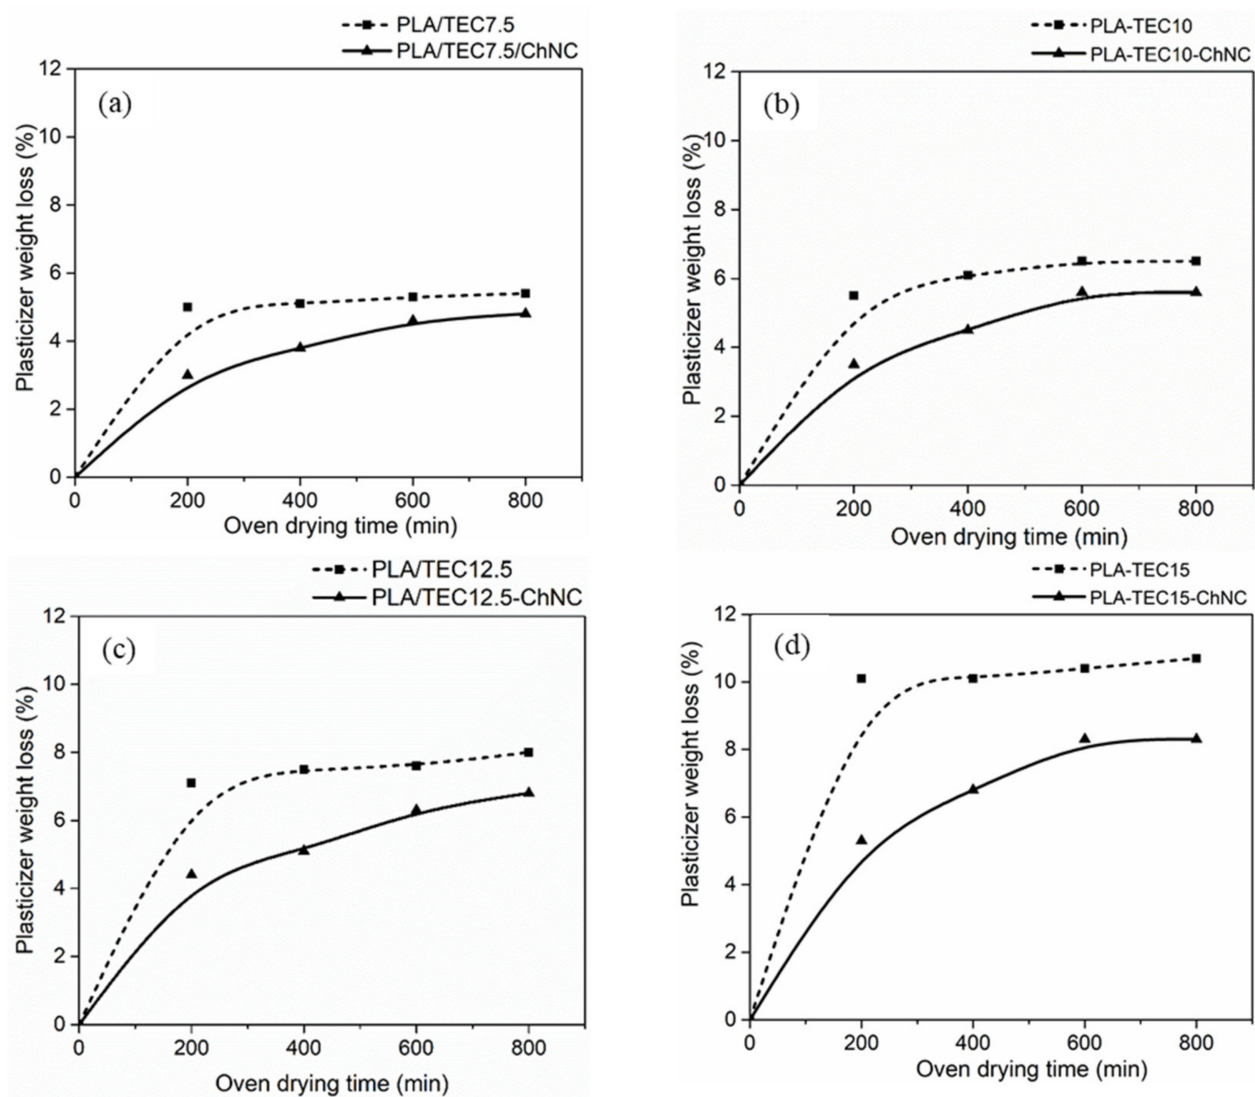 PLA/TEC7.5
PLA/TEC7.5/ChNC
(a)
Plasticizer weight loss (%)
12
10
8
6
4
2
0
0 200 400 600 800
Oven drying time (min)
PLA-TEC10
PLA-TEC10-ChNC
(b)
Plasticizer weight loss (%)
12
10
8
6
4
2
0
0 200 400 600 800
Oven drying time (min)
PLA/TEC12.5
PLA/TEC12.5-ChNC
(c)
Plasticizer weight loss (%)
12
10
8
6
4
2
0
0 200 400 600 800
Oven drying time (min)
PLA-TEC15
PLA-TEC15-ChNC
(d)
Plasticizer weight loss (%)
12
10
8
6
4
2
0
0 200 400 600 800
Oven drying time (min)